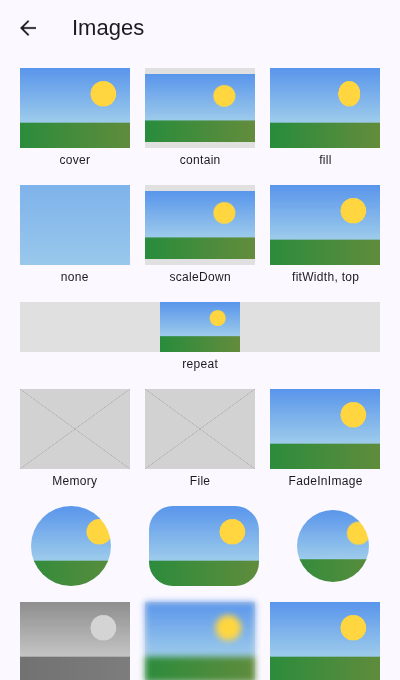 Images
cover
contain
fill
none
scaleDown
fitWidth, top
repeat
Memory
File
FadeInImage